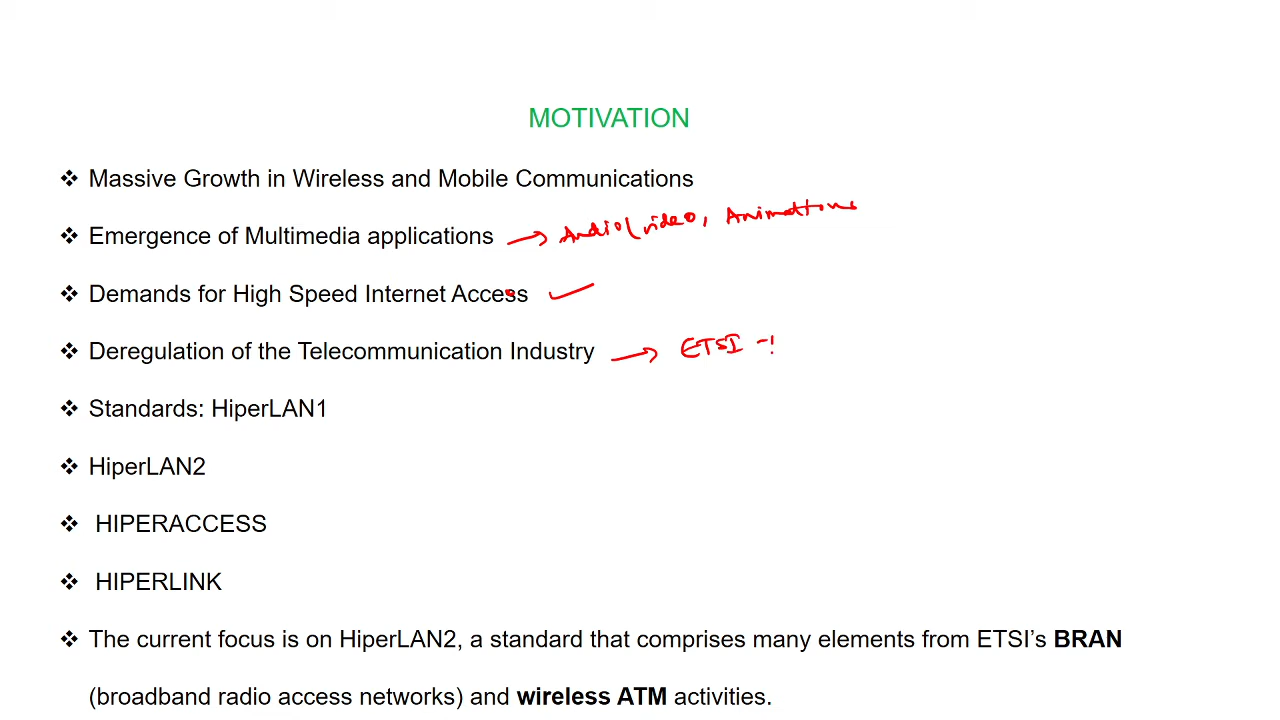 MOTIVATION
❖ Massive Growth in Wireless and Mobile Communications
❖ Emergence of Multimedia applications → Audio, video, Animations
❖ Demands for High Speed Internet Access ✓
❖ Deregulation of the Telecommunication Industry → ETSI -
❖ Standards: HiperLAN1
❖ HiperLAN2
❖ HIPERACCESS
❖ HIPERLINK
❖ The current focus is on HiperLAN2, a standard that comprises many elements from ETSI’s BRAN
(broadband radio access networks) and wireless ATM activities.